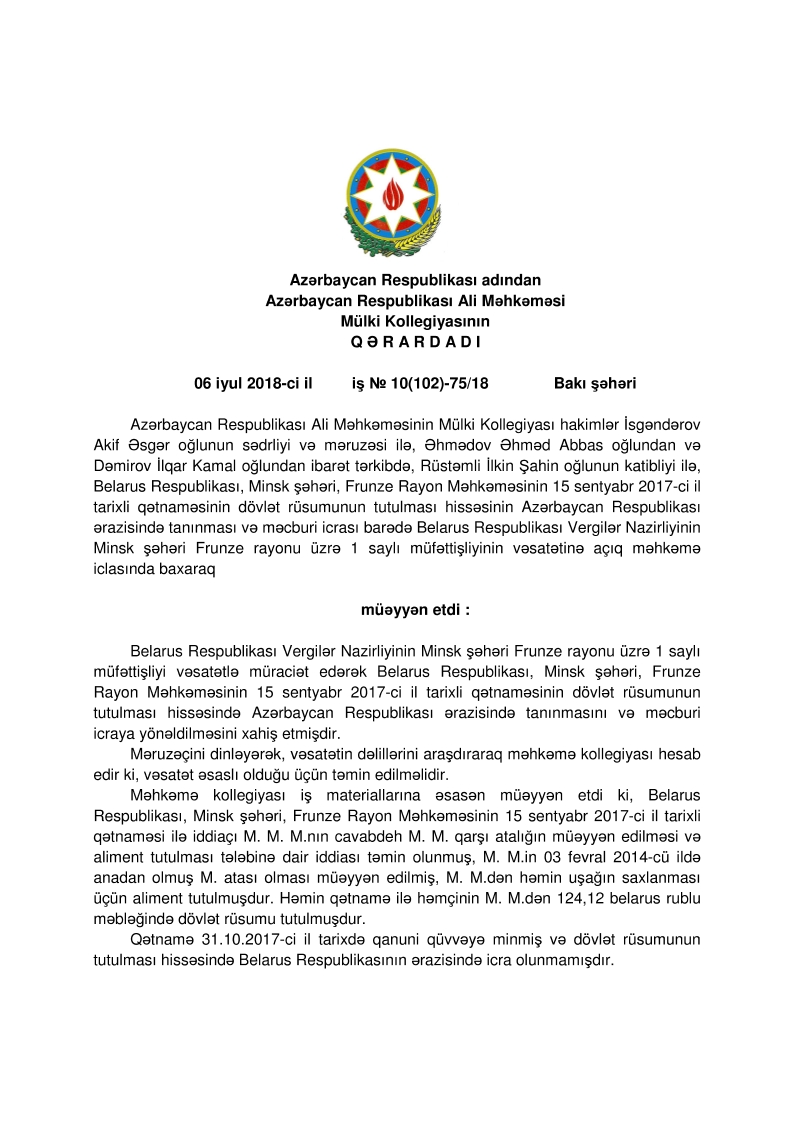 Azərbaycan Respublikası adından
Azərbaycan Respublikası Ali Məhkəməsi
Mülki Kollegiyasının
Q Ə R A R D A D I
06 iyul 2018-ci il iş № 10(102)-75/18 Bakı şəhəri
Azərbaycan Respublikası Ali Məhkəməsinin Mülki Kollegiyası hakimlər İsgəndərov
Akif Əsgər oğlunun sədrliyi və məruzəsi ilə, Əhmədov Əhməd Abbas oğlundan və
Dəmirov İlqar Kamal oğlundan ibarət tərkibdə, Rüstəmli İlkin Şahin oğlunun katibliyi ilə,
Belarus Respublikası, Minsk şəhəri, Frunze Rayon Məhkəməsinin 15 sentyabr 2017-ci il
tarixli qətnaməsinin dövlət rüsumunun tutulması hissəsinin Azərbaycan Respublikası
ərazisində tanınması və məcburi icrası barədə Belarus Respublikası Vergilər Nazirliyinin
Minsk şəhəri Frunze rayonu üzrə 1 saylı müfəttişliyinin vəsatətinə açıq məhkəmə
iclasında baxaraq
müəyyən etdi :
Belarus Respublikası Vergilər Nazirliyinin Minsk şəhəri Frunze rayonu üzrə 1 saylı
müfəttişliyi vəsatətlə müraciət edərək Belarus Respublikası, Minsk şəhəri, Frunze
Rayon Məhkəməsinin 15 sentyabr 2017-ci il tarixli qətnaməsinin dövlət rüsumunun
tutulması hissəsində Azərbaycan Respublikası ərazisində tanınmasını və məcburi
icraya yönəldilməsini xahiş etmişdir.
Məruzəçini dinləyərək, vəsatətin dəlillərini araşdıraraq məhkəmə kollegiyası hesab
edir ki, vəsatət əsaslı olduğu üçün təmin edilməlidir.
Məhkəmə kollegiyası iş materiallarına əsasən müəyyən etdi ki, Belarus
Respublikası, Minsk şəhəri, Frunze Rayon Məhkəməsinin 15 sentyabr 2017-ci il tarixli
qətnaməsi ilə iddiaçı M. M. M.nın cavabdeh M. M. qarşı atalığın müəyyən edilməsi və
aliment tutulması tələbinə dair iddiası təmin olunmuş, M. M.in 03 fevral 2014-cü ildə
anadan olmuş M. atası olması müəyyən edilmiş, M. M.dən həmin uşağın saxlanması
üçün aliment tutulmuşdur. Həmin qətnamə ilə həmçinin M. M.dən 124,12 belarus rublu
məbləğində dövlət rüsumu tutulmuşdur.
Qətnamə 31.10.2017-ci il tarixdə qanuni qüvvəyə minmiş və dövlət rüsumunun
tutulması hissəsində Belarus Respublikasının ərazisində icra olunmamışdır.